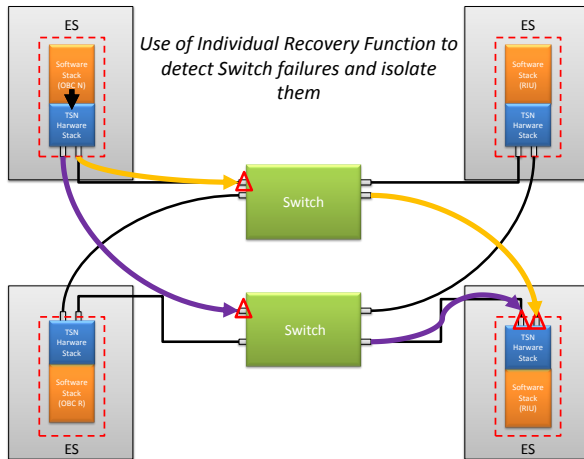 ES
ES
Use of Individual Recovery Function to
detect Switch failures and isolate
them
Software
Stack
(OBC N)
TSN
Harware
Stack
Software
Stack
(RIU)
TSN
Harware
Stack
Switch
Switch
TSN
Harware
Stack
Software
Stack
(OBC R)
TSN
Harware
Stack
Software
Stack
(RIU)
ES
ES